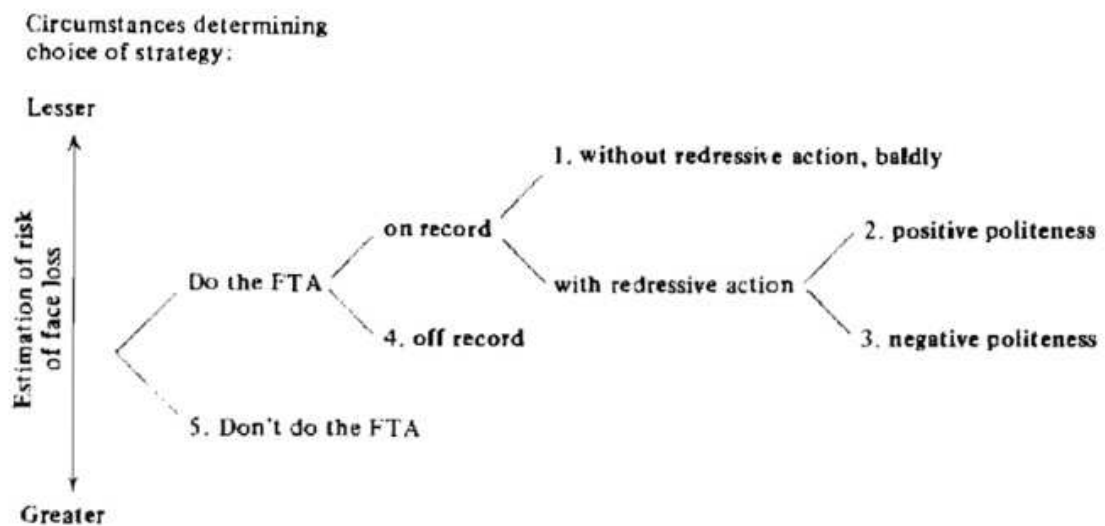 Circumstances determining
choice of strategy:
Lesser
1. without redressive action, baldly
on record
2. positive politeness
Do the FTA
with redressive action
4. off record
3. negative politeness
5. Don't do the FTA
Greater
Estimation of risk
of face loss